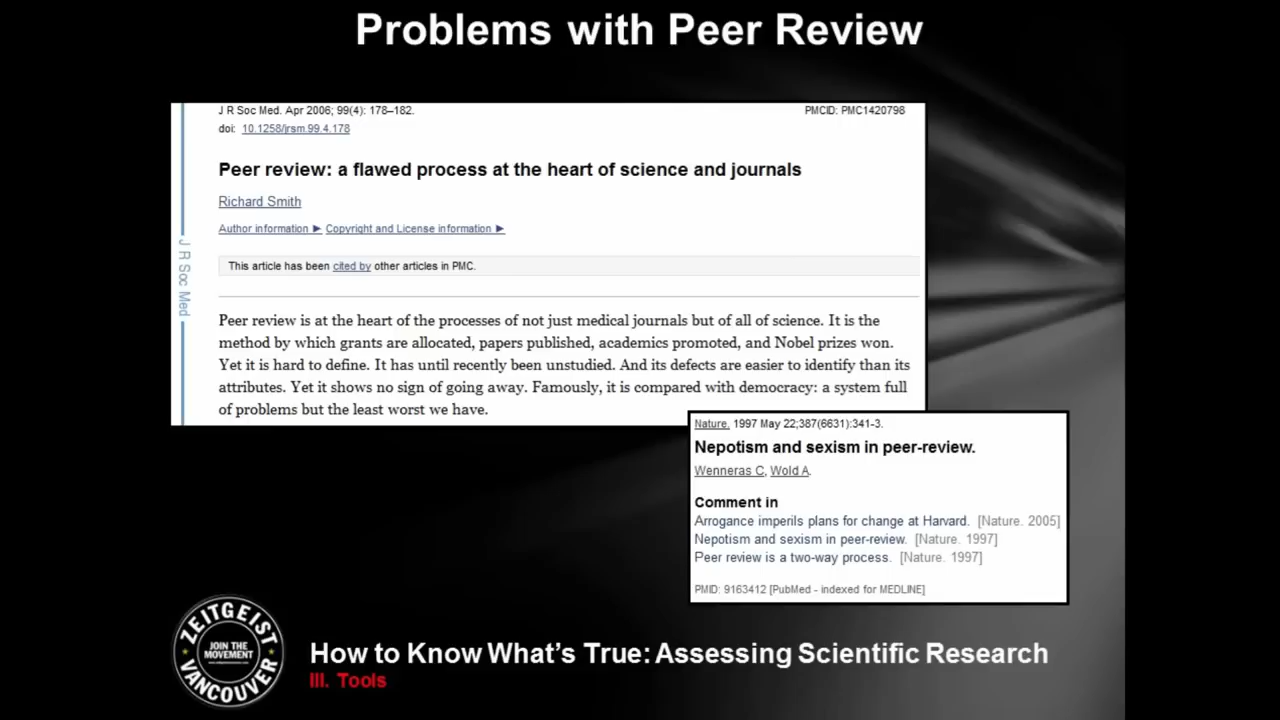 Problems with Peer Review
J R Soc Med. Apr 2006; 99(4): 178–182.
PMCID: PMC1420798
doi: 10.1258/jrsm.99.4.178
Peer review: a flawed process at the heart of science and journals
Richard Smith
Author information ► Copyright and License information ►
This article has been cited by other articles in PMC.
J R Soc Med
Peer review is at the heart of the processes of not just medical journals but of all of science. It is the
method by which grants are allocated, papers published, academics promoted, and Nobel prizes won.
Yet it is hard to define. It has until recently been unstudied. And its defects are easier to identify than its
attributes. Yet it shows no sign of going away. Famously, it is compared with democracy: a system full
of problems but the least worst we have.
Nature. 1997 May 22;387(6631):341-3.
Nepotism and sexism in peer-review.
Wenneras C, Wold A.
Comment in
Arrogance imperils plans for change at Harvard. [Nature. 2005]
Nepotism and sexism in peer-review. [Nature. 1997]
Peer review is a two-way process. [Nature. 1997]
PMID: 9163412 [PubMed - indexed for MEDLINE]
ZEITGEIST
JOIN THE
MOVEMENT
VANCOUVER
How to Know What's True: Assessing Scientific Research
III. Tools